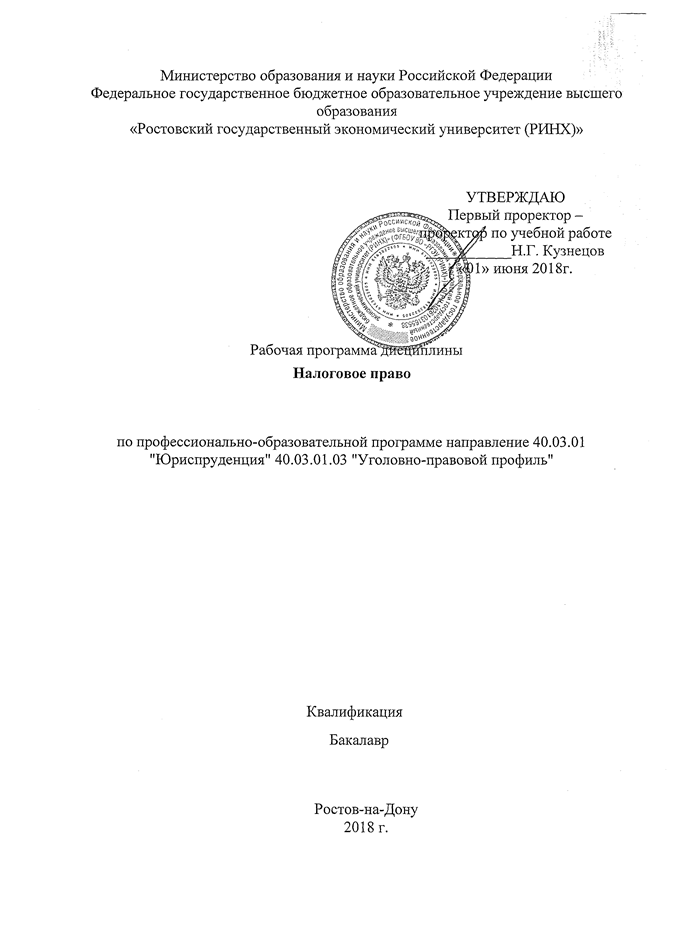 Министерство образования и науки Российской Федерации
Федеральное государственное бюджетное образовательное учреждение высщего
образования
«Ростовский государственный экономический университет (РИНХ)»
УТВЕРЖДАЮ
Первый проректор –
проректор по учебной работе
Н.Г. Кузнецов
«01» июня 2018г.
Рабочая программа дисциплины
Налоговое право
по профессионально-образовательной программе направление 40.03.01
"Юриспруденция" 40.03.01.03 "Уголовно-правовой профиль"
Квалификация
Бакалавр
Ростов-на-Дону
2018 г.